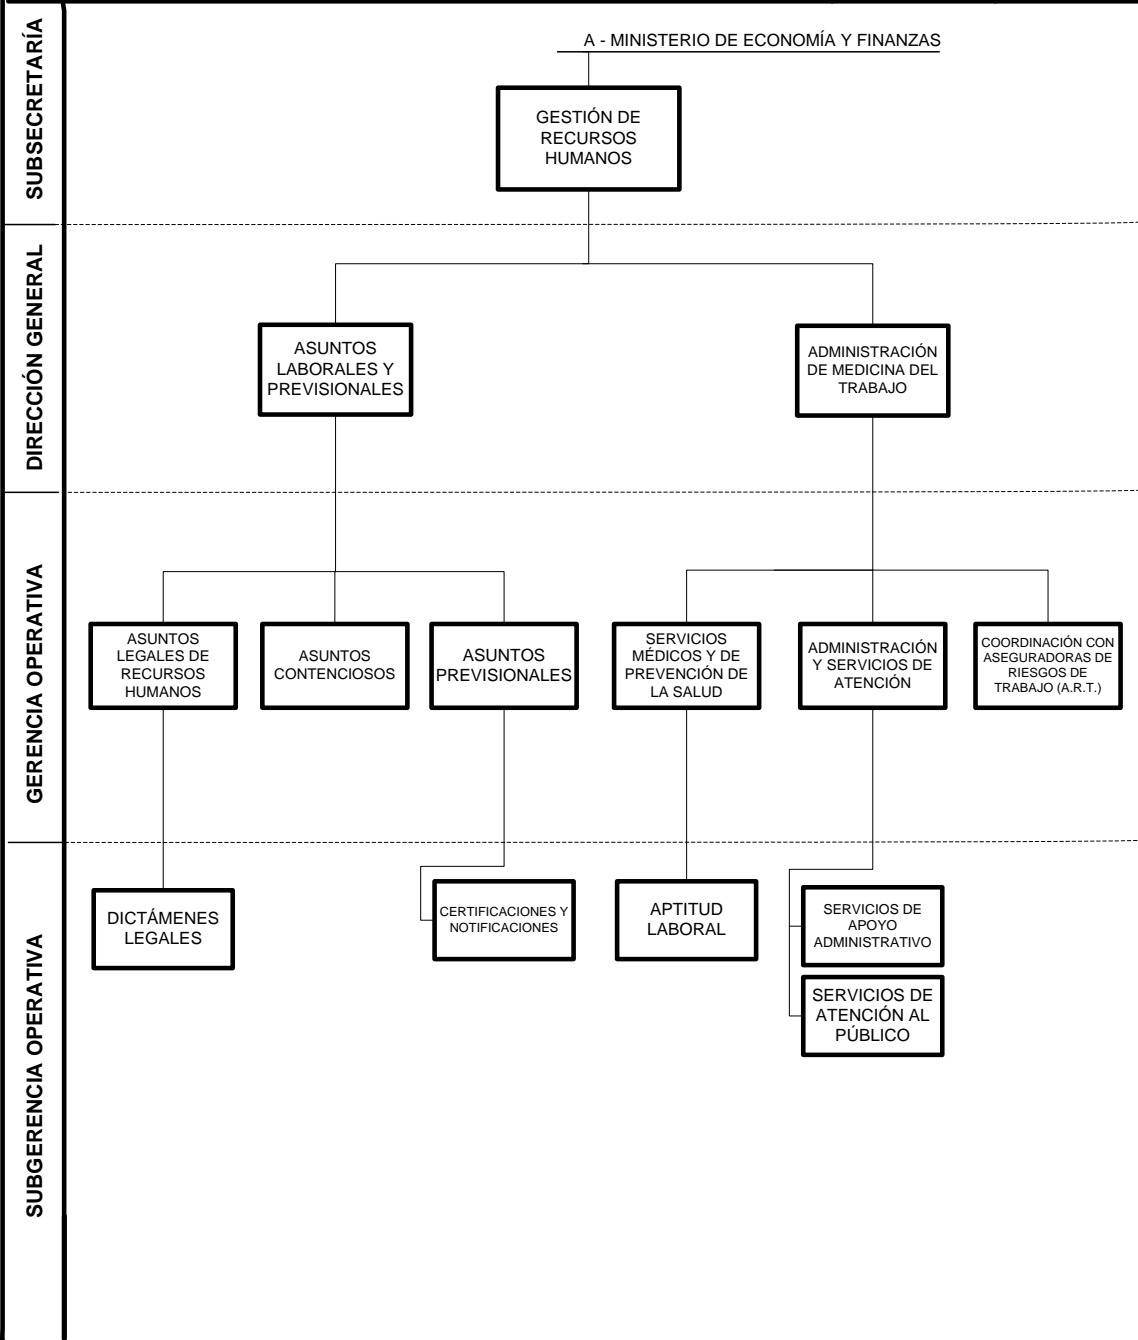 A - MINISTERIO DE ECONOMÍA Y FINANZAS
SUBSECRETARÍA
GESTIÓN DE
RECURSOS
HUMANOS
DIRECCIÓN GENERAL
ASUNTOS
LABORALES Y
PREVISIONALES
ADMINISTRACIÓN
DE MEDICINA DEL
TRABAJO
GERENCIA OPERATIVA
ASUNTOS
LEGALES DE
RECURSOS
HUMANOS
ASUNTOS
CONTENCIOSOS
ASUNTOS
PREVISIONALES
SERVICIOS
MÉDICOS Y DE
PREVENCIÓN DE
LA SALUD
ADMINISTRACIÓN
Y SERVICIOS DE
ATENCIÓN
COORDINACIÓN CON
ASEGURADORAS DE
RIESGOS DE
TRABAJO (A.R.T.)
SUBGERENCIA OPERATIVA
DICTÁMENES
LEGALES
CERTIFICACIONES Y
NOTIFICACIONES
APTITUD
LABORAL
SERVICIOS DE
APOYO
ADMINISTRATIVO
SERVICIOS DE
ATENCIÓN AL
PÚBLICO